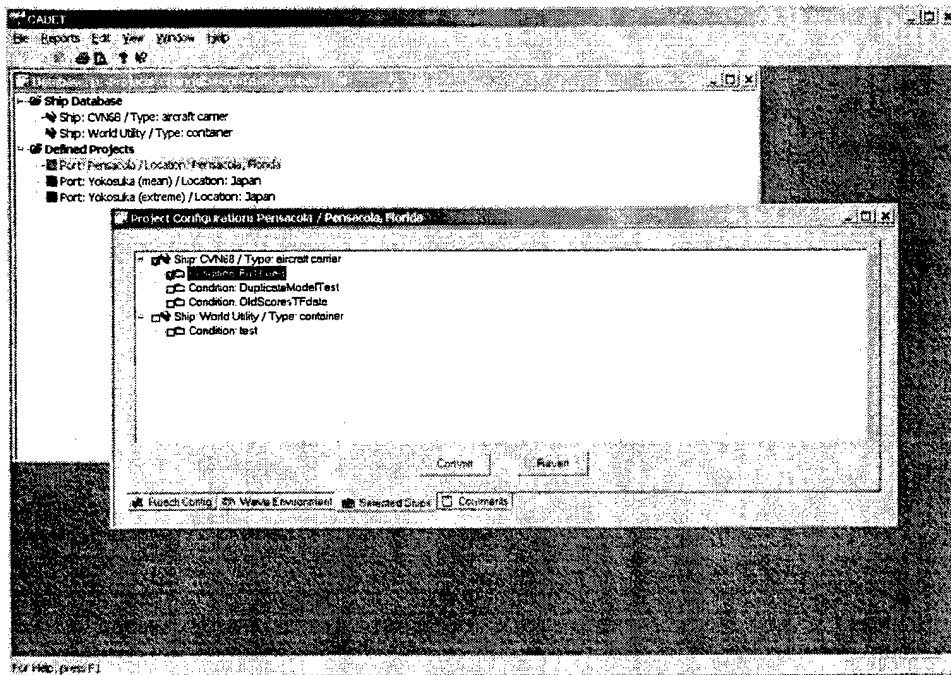 CADET
File Reports Edit View Window Help
Ship Database
Ship: CVN68 / Type: aircraft carrier
Ship: World Utility / Type: container
Defined Projects
Port: Pensacola / Location: Pensacola, Florida
Port: Yokosuka (mean) / Location: Japan
Port: Yokosuka (extreme) / Location: Japan
Project Configuration: Pensacola / Pensacola, Florida
Ship: CVN68 / Type: aircraft carrier
Condition:
Condition: DuplicateModelTest
Condition: OldScoresTFdata
Ship: World Utility / Type: container
Condition: test
Commit Revert
Reach Config Wave Environment Selected Ships Comments
For Help, press F1